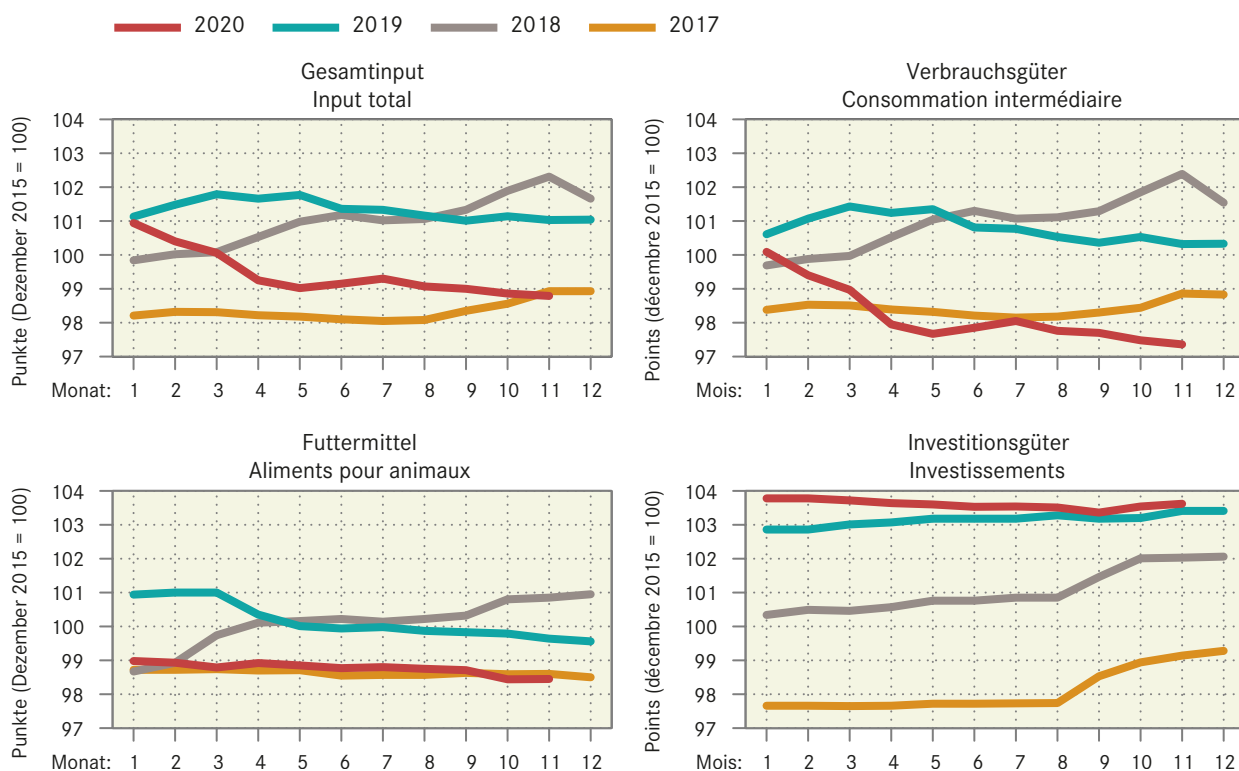 2020 2019 2018 2017
Gesamtinput
Input total
Punkte (Dezember 2015 = 100)
104
103
102
101
100
99
98
97
Monat: 1 2 3 4 5 6 7 8 9 10 11 12
Verbrauchsgüter
Consommation intermédiaire
Points (décembre 2015 = 100)
104
103
102
101
100
99
98
97
Mois: 1 2 3 4 5 6 7 8 9 10 11 12
Futtermittel
Aliments pour animaux
Punkte (Dezember 2015 = 100)
104
103
102
101
100
99
98
97
Monat: 1 2 3 4 5 6 7 8 9 10 11 12
Investitionsgüter
Investissements
Points (décembre 2015 = 100)
104
103
102
101
100
99
98
97
Mois: 1 2 3 4 5 6 7 8 9 10 11 12